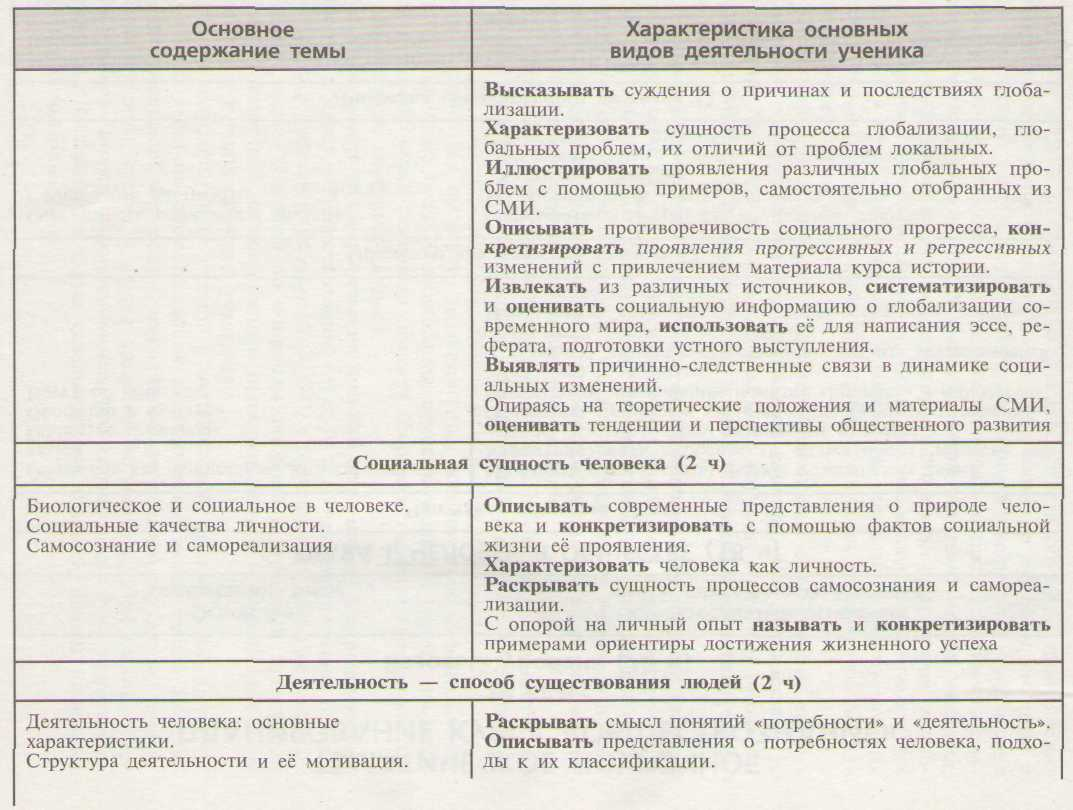 Основное
содержание темы
Характеристика основных
видов деятельности ученика
Высказывать суждения о причинах и последствиях глоба-
лизации.
Характеризовать сущность процесса глобализации, гло-
бальных проблем, их отличий от проблем локальных.
Иллюстрировать проявления различных глобальных про-
блем с помощью примеров, самостоятельно отобранных из
СМИ.
Описывать противоречивость социального прогресса, кон-
кретизировать проявления прогрессивных и регрессивных
изменений с привлечением материала курса истории.
Извлекать из различных источников, систематизировать
и оценивать социальную информацию о глобализации со-
временного мира, использовать её для написания эссе, ре-
ферата, подготовки устного выступления.
Выявлять причинно-следственные связи в динамике соци-
альных изменений.
Опираясь на теоретические положения и материалы СМИ,
оценивать тенденции и перспективы общественного развития
Социальная сущность человека (2 ч)
Биологическое и социальное в человеке.
Социальные качества личности.
Самосознание и самореализация
Описывать современные представления о природе чело-
века и конкретизировать с помощью фактов социальной
жизни её проявления.
Характеризовать человека как личность.
Раскрывать сущность процессов самосознания и самореа-
лизации.
С опорой на личный опыт называть и конкретизировать
примерами ориентиры достижения жизненного успеха
Деятельность — способ существования людей (2 ч)
Деятельность человека: основные
характеристики.
Структура деятельности и её мотивация.
Раскрывать смысл понятий «потребности» и «деятельность».
Описывать представления о потребностях человека, подхо-
ды к их классификации.